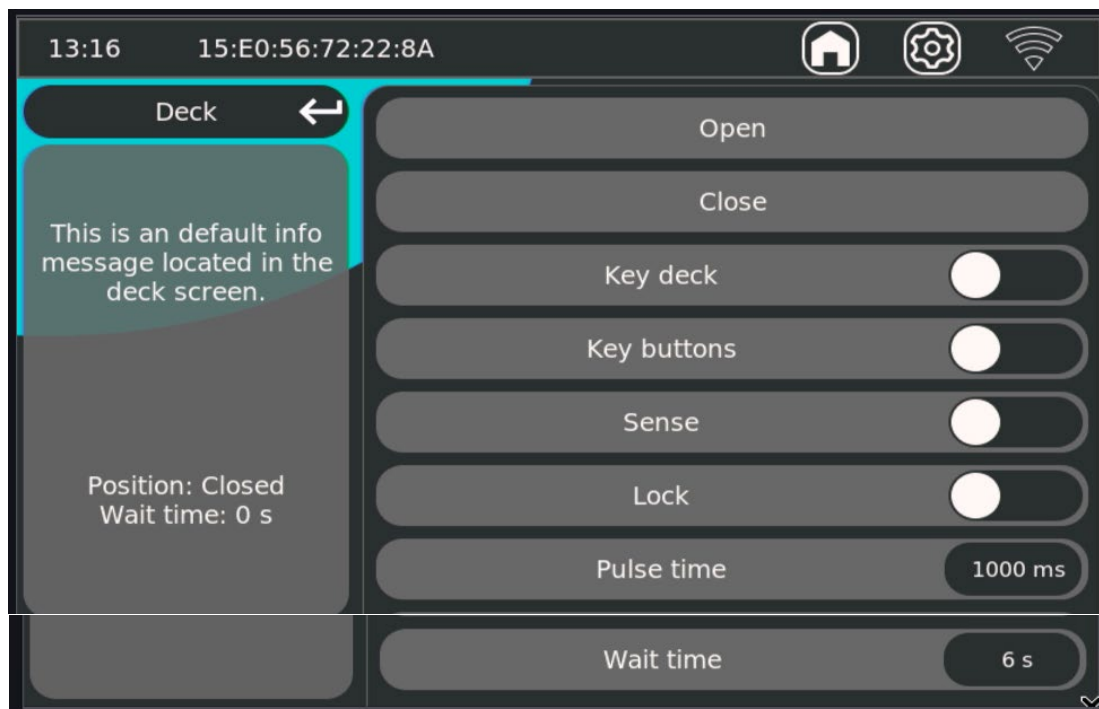 13:16 15:E0:56:72:22:8A
Deck
This is an default info
message located in the
deck screen.
Position: Closed
Wait time: 0 s
Open
Close
Key deck
Key buttons
Sense
Lock
Pulse time 1000 ms
Wait time 6 s